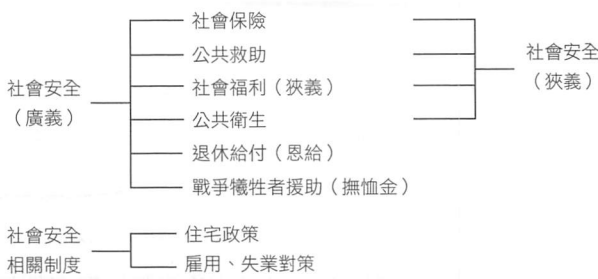 社會保險
公共救助
社會福利（狹義）
公共衛生
退休給付（恩給）
戰爭犧牲者援助（撫恤金）
社會安全
（廣義）
社會安全
（狹義）
社會安全
相關制度
住宅政策
雇用、失業對策